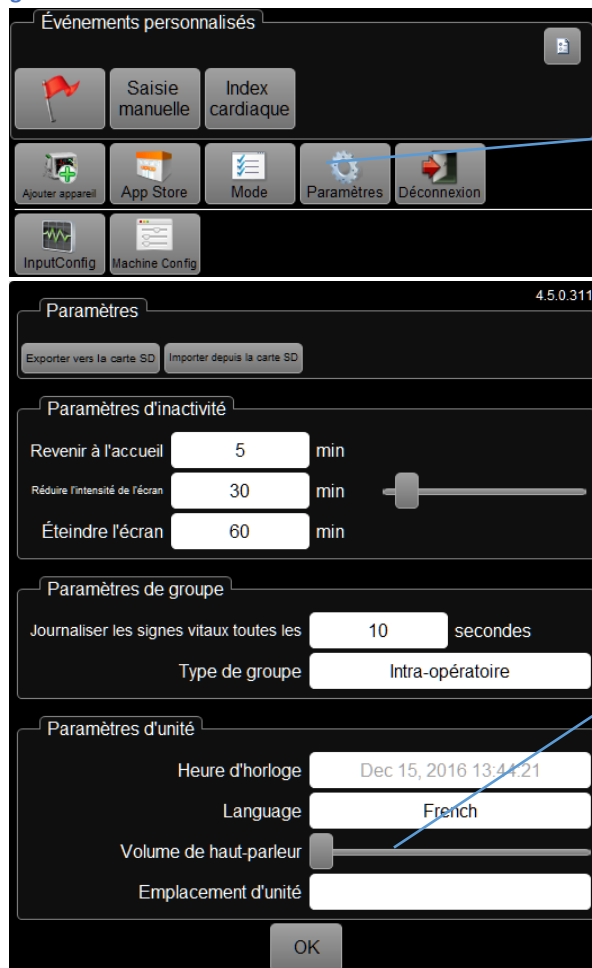 Événements personnalisés
Saisie manuelle
Index cardiaque
Ajouter appareil
App Store
Mode
Paramètres
Déconnexion
InputConfig
Machine Config
4.5.0.311
Paramètres
Exporter vers la carte SD
Importer depuis la carte SD
Paramètres d'inactivité
Revenir à l'accueil 5 min
Réduire l'intensité de l'écran 30 min
Éteindre l'écran 60 min
Paramètres de groupe
Journaliser les signes vitaux toutes les 10 secondes
Type de groupe Intra-opératoire
Paramètres d'unité
Heure d'horloge Dec 15, 2016 13:44:21
Language French
Volume de haut-parleur
Emplacement d'unité
OK